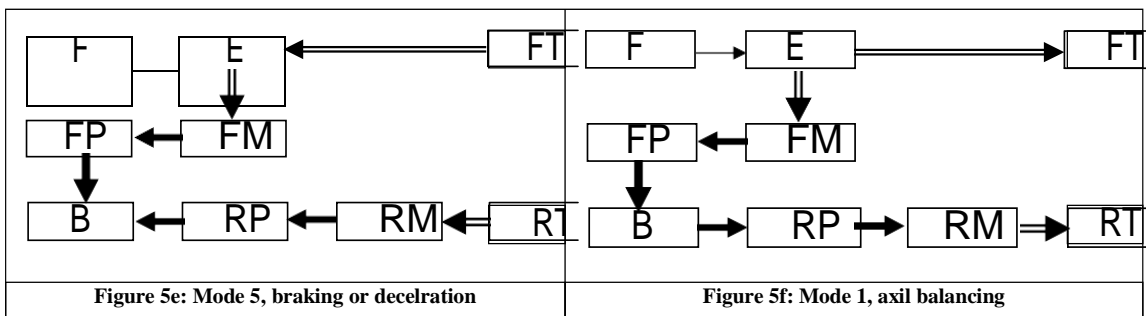 F E FT
FP FM
B RP RM RT
Figure 5e: Mode 5, braking or decelration
F E FT
FP FM
B RP RM RT
Figure 5f: Mode 1, axil balancing